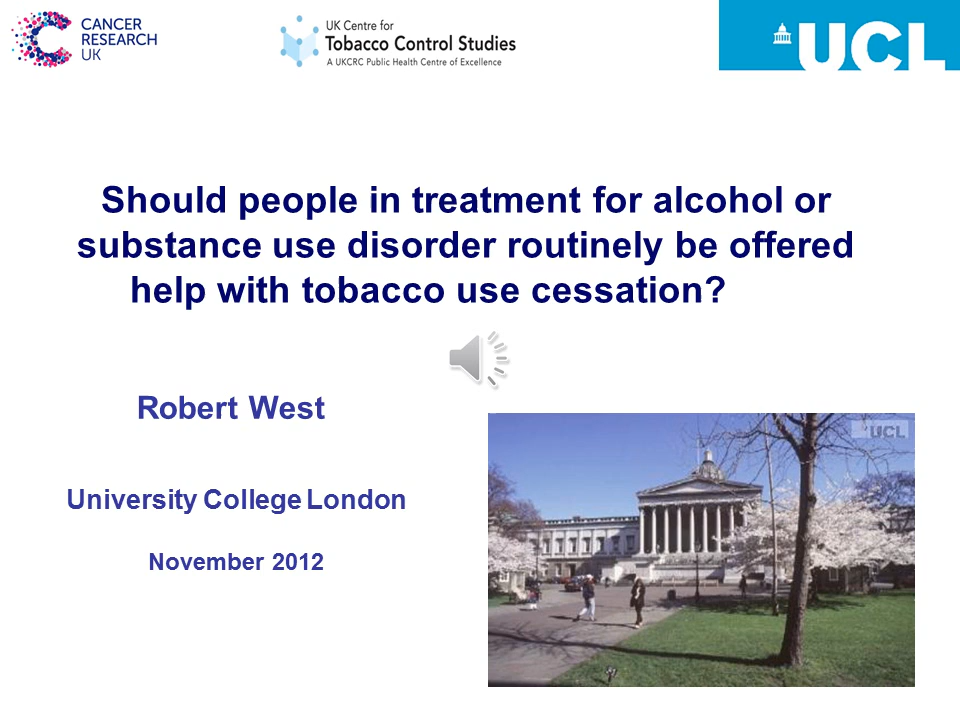 CANCER
RESEARCH
UK
UK Centre for
Tobacco Control Studies
A UKCRC Public Health Centre of Excellence
UCL
Should people in treatment for alcohol or
substance use disorder routinely be offered
help with tobacco use cessation?
Robert West
UCL
University College London
November 2012